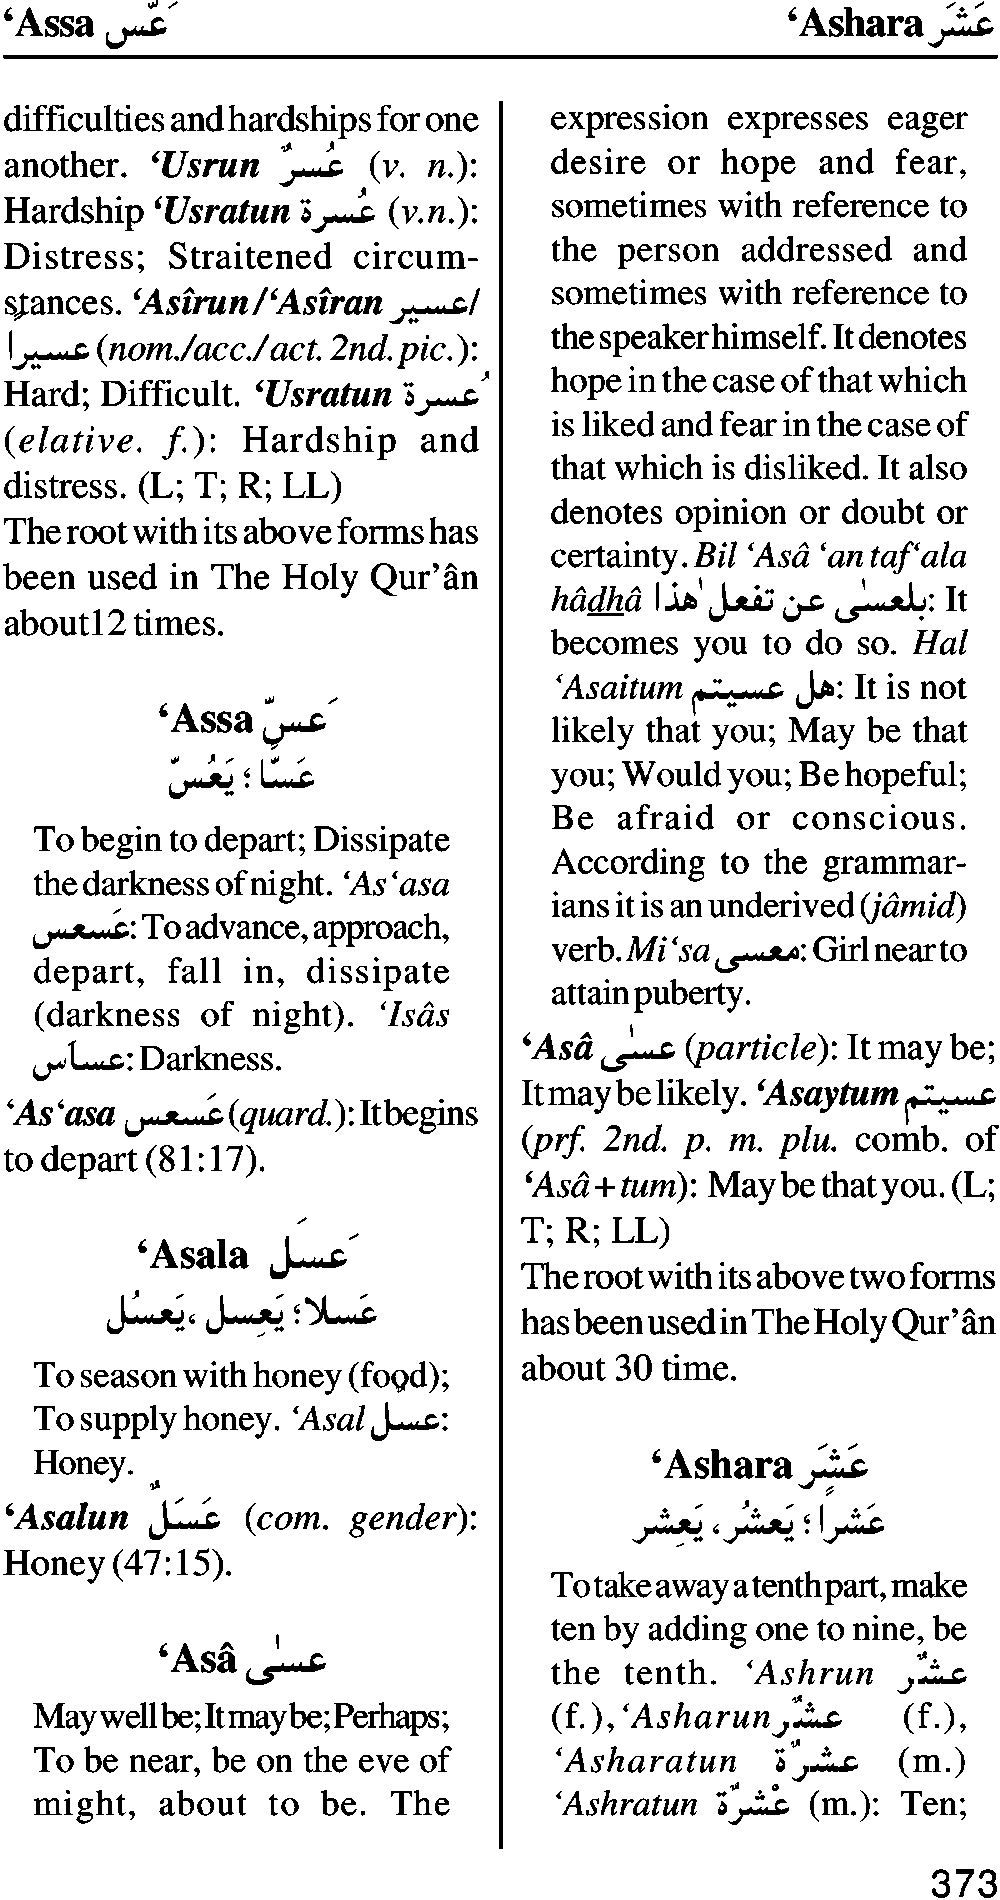 ‘Assa عَسّ
‘Ashara عَشَر
difficulties and hardships for one
another. ‘Usrun عُسرٌ (v. n.):
Hardship ‘Usratun عُسرة (v.n.):
Distress; Straitened circum-
stances. ‘Asîrun/‘Asîran عسير/
عسيراً (nom./acc./act. 2nd. pic.):
Hard; Difficult. ‘Usratun عُسرة
(elative. f.): Hardship and
distress. (L; T; R; LL)
The root with its above forms has
been used in The Holy Qur’ân
about12 times.
‘Assa عَسّ
عَسًّا ؛ يَعُسّ
To begin to depart; Dissipate
the darkness of night. ‘As‘asa
عَسعس: To advance, approach,
depart, fall in, dissipate
(darkness of night). ‘Isâs
عساس: Darkness.
‘As‘asa عَسعس (quard.): It begins
to depart (81:17).
‘Asala عَسَل
عَسلا ؛ يَعسِل ، يَعسُل
To season with honey (food);
To supply honey. ‘Asal عسل:
Honey.
‘Asalun عَسَلٌ (com. gender):
Honey (47:15).
‘Asâ عسٰى
May well be; It may be; Perhaps;
To be near, be on the eve of
might, about to be. The
expression expresses eager
desire or hope and fear,
sometimes with reference to
the person addressed and
sometimes with reference to
the speaker himself. It denotes
hope in the case of that which
is liked and fear in the case of
that which is disliked. It also
denotes opinion or doubt or
certainty. Bil ‘Asâ ‘an taf‘ala
hâdhâ بلعسٰى عن تفعل هٰذا: It
becomes you to do so. Hal
‘Asaitum هل عسيتم: It is not
likely that you; May be that
you; Would you; Be hopeful;
Be afraid or conscious.
According to the grammar-
ians it is an underived (jâmid)
verb. Mi‘sa معسى: Girl near to
attain puberty.
‘Asâ عسٰى (particle): It may be;
It may be likely. ‘Asaytum عسيتم
(prf. 2nd. p. m. plu. comb. of
‘Asâ + tum): May be that you. (L;
T; R; LL)
The root with its above two forms
has been used in The Holy Qur’ân
about 30 time.
‘Ashara عَشِرَ
عَشراً ؛ يَعشُر ، يَعشِر
To take away a tenth part, make
ten by adding one to nine, be
the tenth. ‘Ashrun عشرٌ
(f.), ‘Asharun عشرٌ (f.),
‘Asharatun عشرةٌ (m.)
‘Ashratun عْشرةٌ (m.): Ten;
373